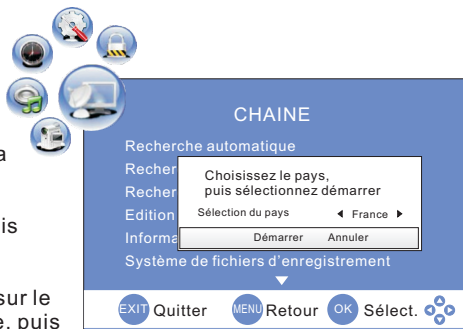 CHAINE
Recherche automatique
Recher
Recher
Edition
Informa
Système de fichiers d'enregistrement
Choisissez le pays,
puis sélectionnez démarrer
Sélection du pays France
Démarrer Annuler
EXIT Quitter MENU Retour OK Sélect.
a
is
sur le
e, puis